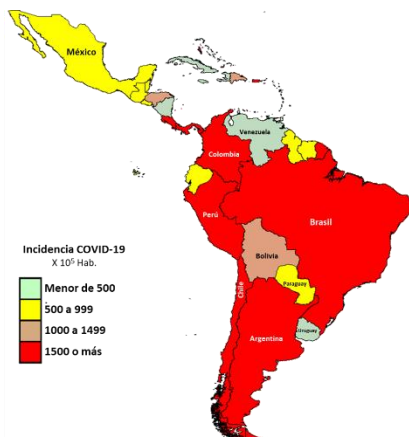 México
Venezuela
Colombia
Perú
Brasil
Bolivia
Paraguay
Chile
Uruguay
Argentina
Incidencia COVID-19
X 10⁵ Hab.
Menor de 500
500 a 999
1000 a 1499
1500 o más